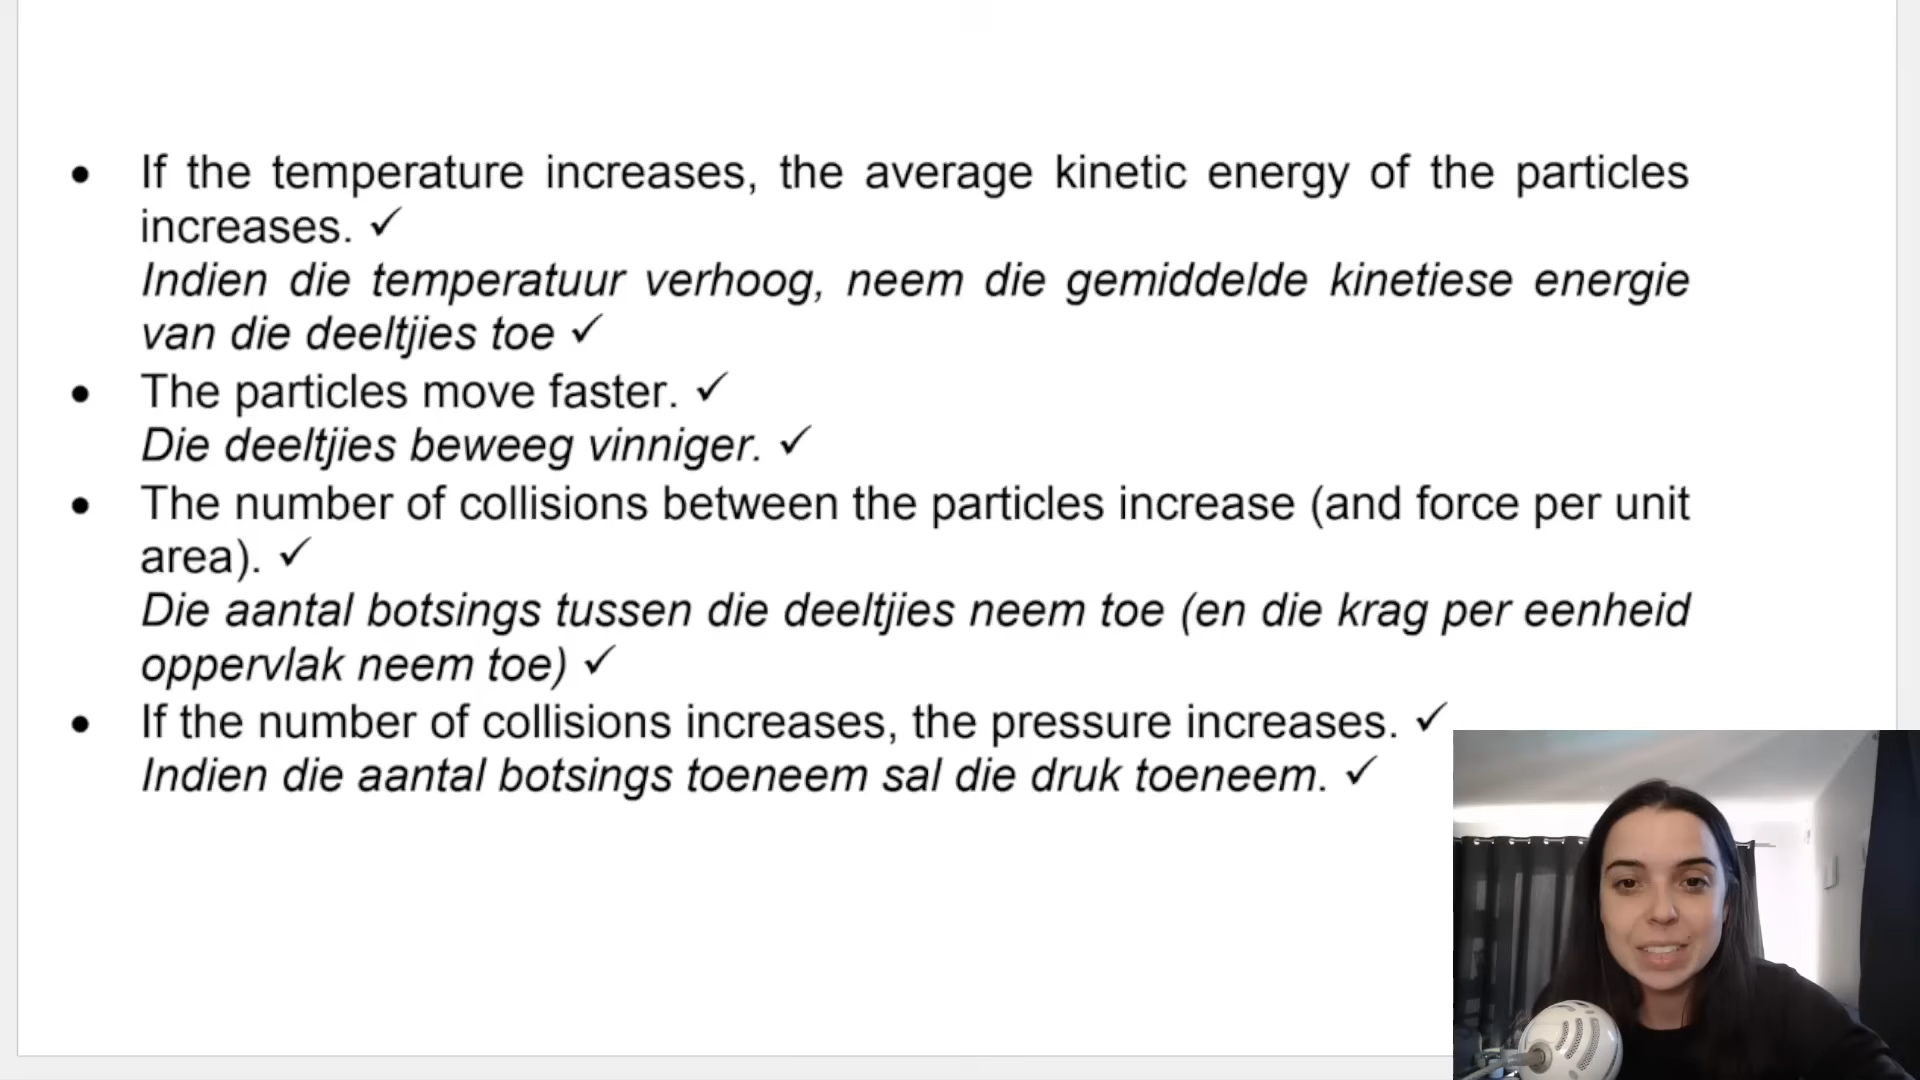 • If the temperature increases, the average kinetic energy of the particles
increases. ✓
Indien die temperatuur verhoog, neem die gemiddelde kinetiese energie
van die deeltjies toe ✓
• The particles move faster. ✓
Die deeltjies beweeg vinniger. ✓
• The number of collisions between the particles increase (and force per unit
area). ✓
Die aantal botsings tussen die deeltjies neem toe (en die krag per eenheid
oppervlak neem toe) ✓
• If the number of collisions increases, the pressure increases. ✓
Indien die aantal botsings toeneem sal die druk toeneem. ✓